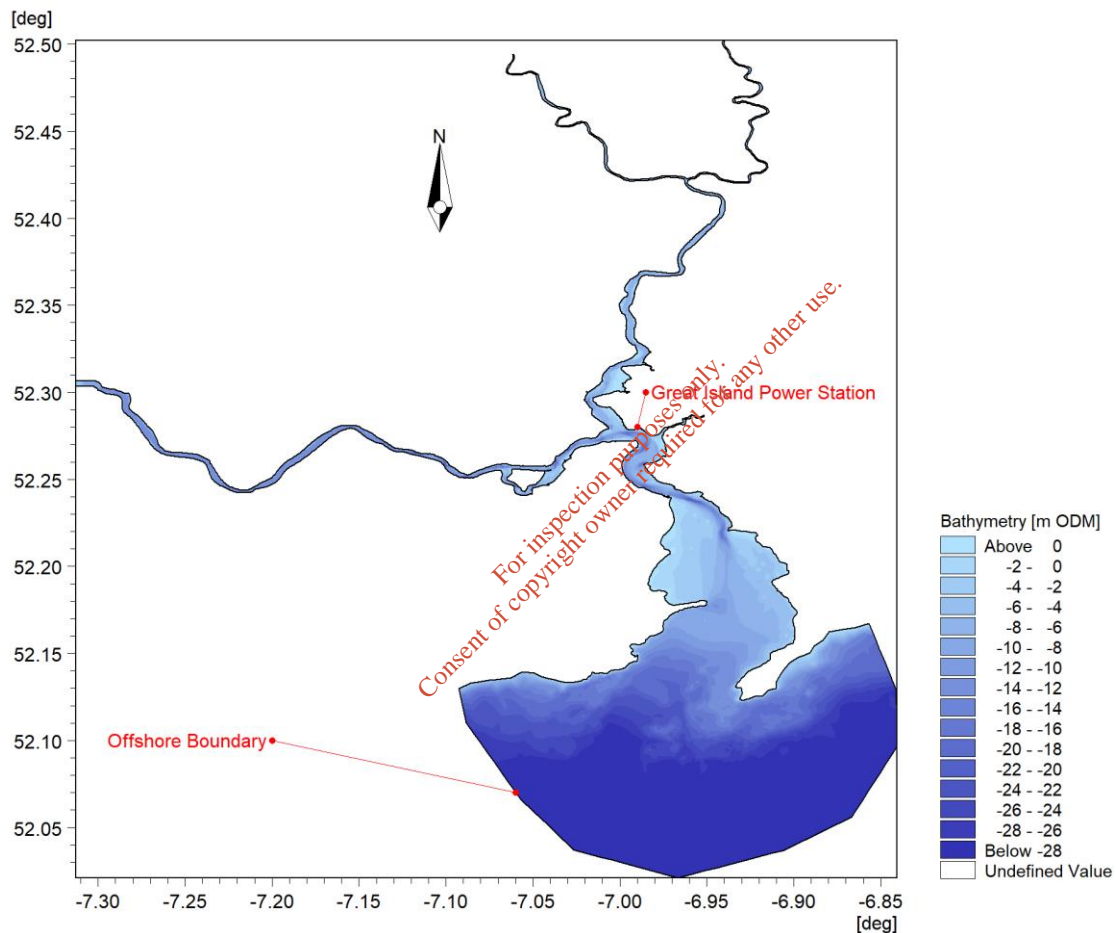 [deg]
52.50
52.45
N
52.40
52.35
52.30
Great Island Power Station
52.25
52.20
52.15
52.10
Offshore Boundary
52.05
-7.30
-7.25
-7.20
-7.15
-7.10
-7.05
-7.00
-6.95
-6.90
-6.85
[deg]
For inspection purposes only.
Consent of copyright owner required for any other use.
Bathymetry [m ODM]
Above 0
-2 - 0
-4 - -2
-6 - -4
-8 - -6
-10 - -8
-12 - -10
-14 - -12
-16 - -14
-18 - -16
-20 - -18
-22 - -20
-24 - -22
-26 - -24
-28 - -26
Below -28
Undefined Value